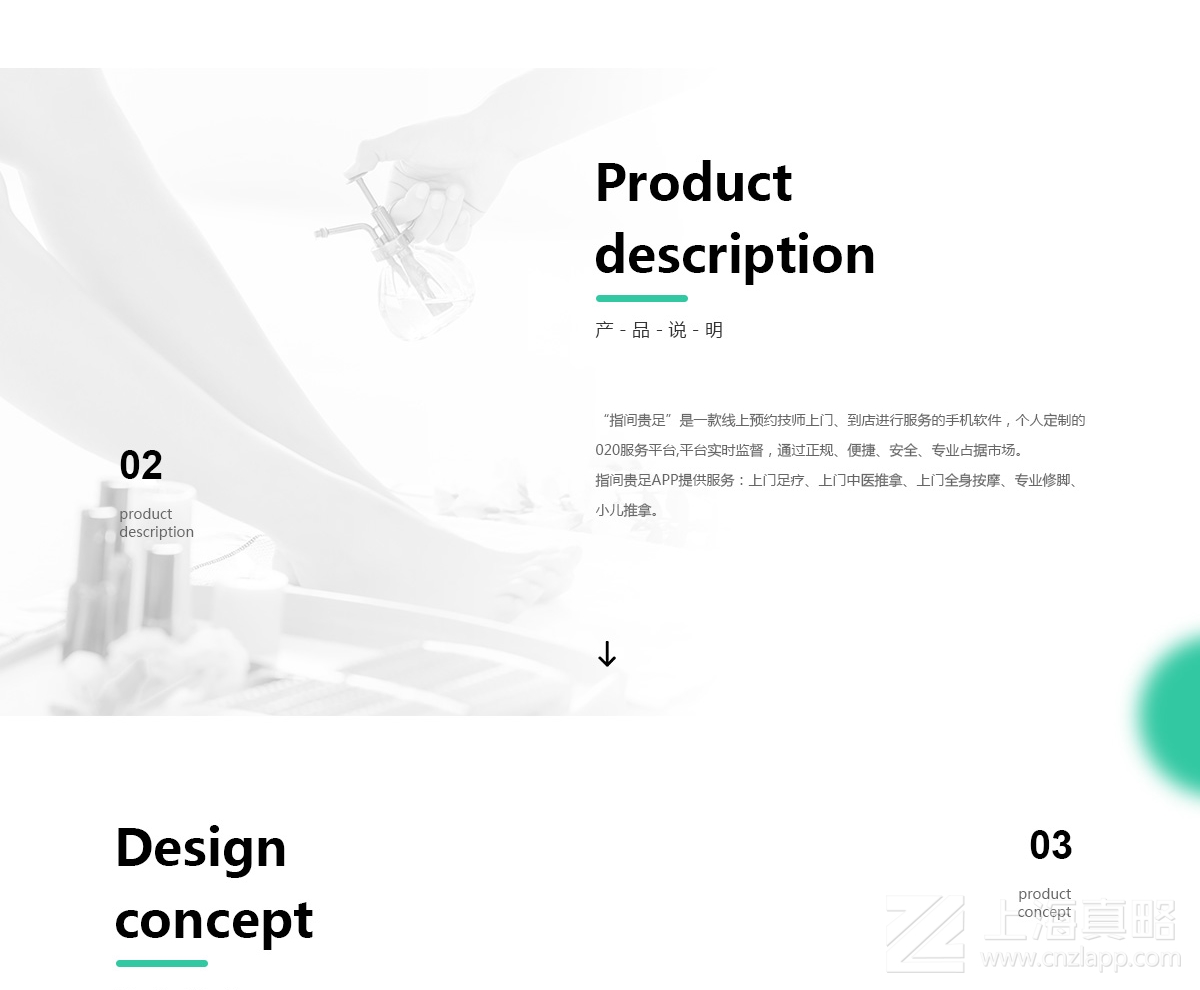 Product
description
产 - 品 - 说 - 明
“指间贵足”是一款线上预约技师上门、到店进行服务的手机软件，个人定制的
020服务平台,平台实时监督，通过正规、便捷、安全、专业占据市场。
指间贵足APP提供服务：上门足疗、上门中医推拿、上门全身按摩、专业修脚、
小儿推拿。
02
product
description
Design
concept
03
product
concept
上海真略
www.cnzlapp.com